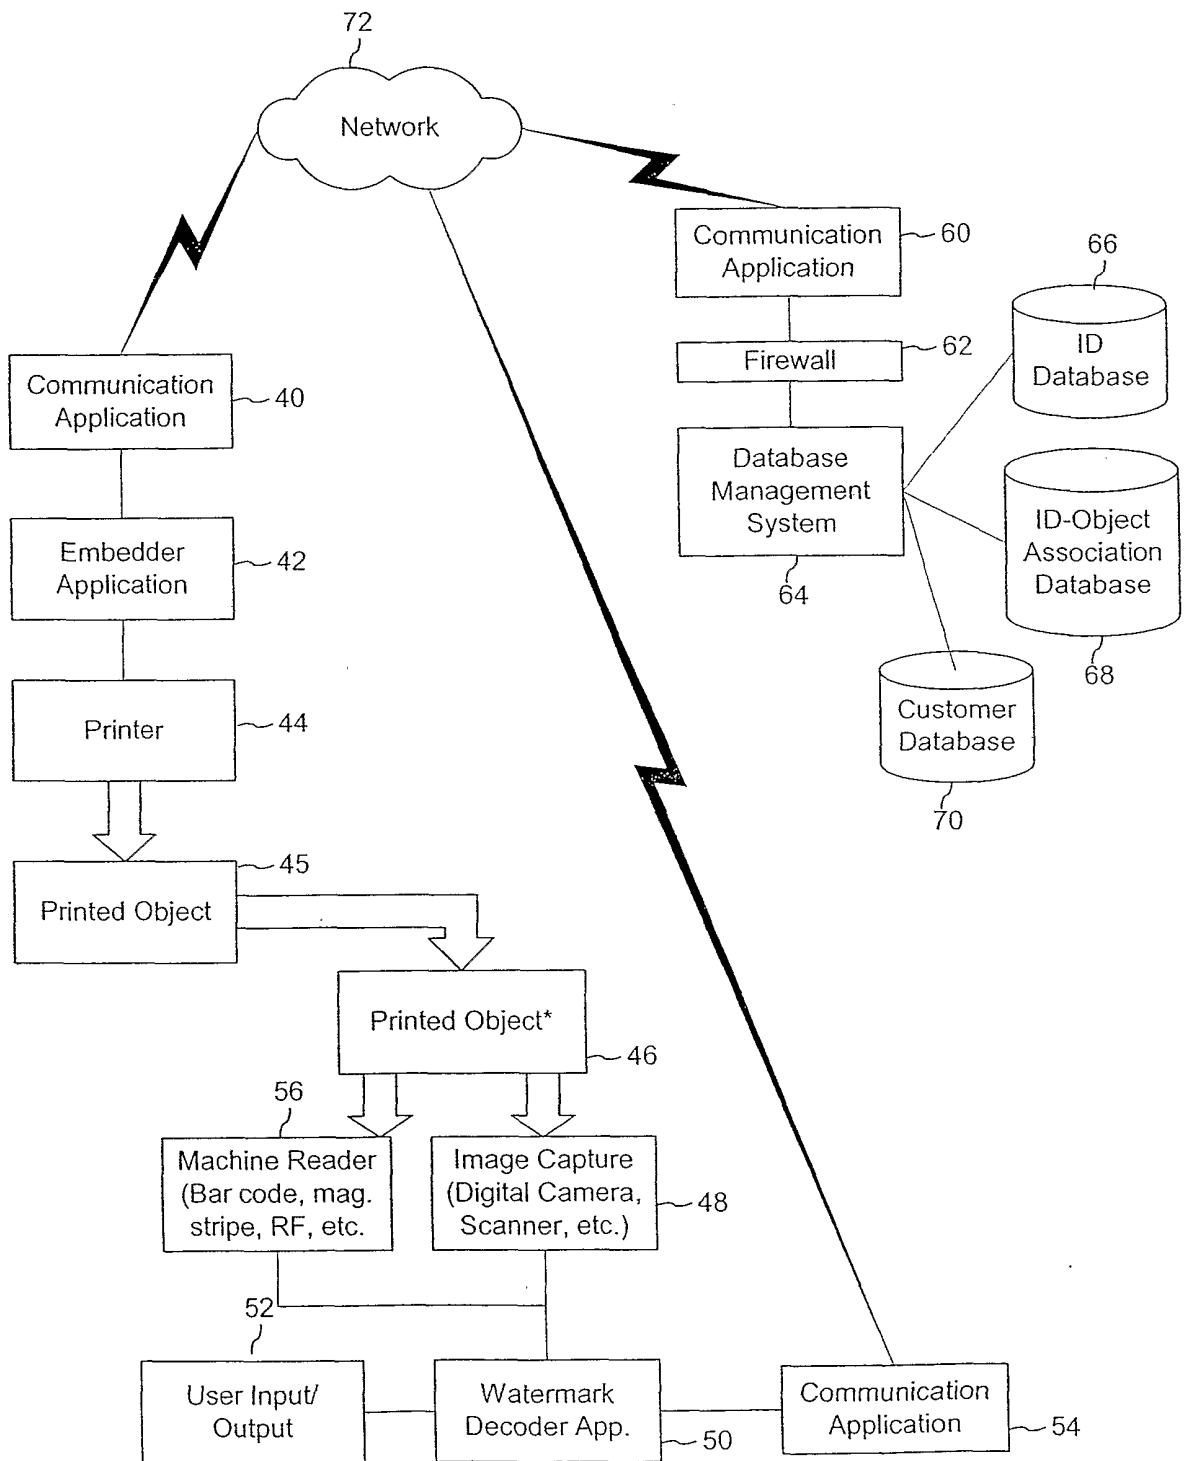 72
Network
Communication
Application
60
66
ID
Database
Firewall
62
Communication
Application
40
Database
Management
System
64
ID-Object
Association
Database
68
Embedder
Application
42
Customer
Database
70
Printer
44
45
Printed Object
Printed Object*
46
56
Machine Reader
(Bar code, mag.
stripe, RF, etc.
Image Capture
(Digital Camera,
Scanner, etc.)
48
52
User Input/
Output
Watermark
Decoder App.
50
Communication
Application
54